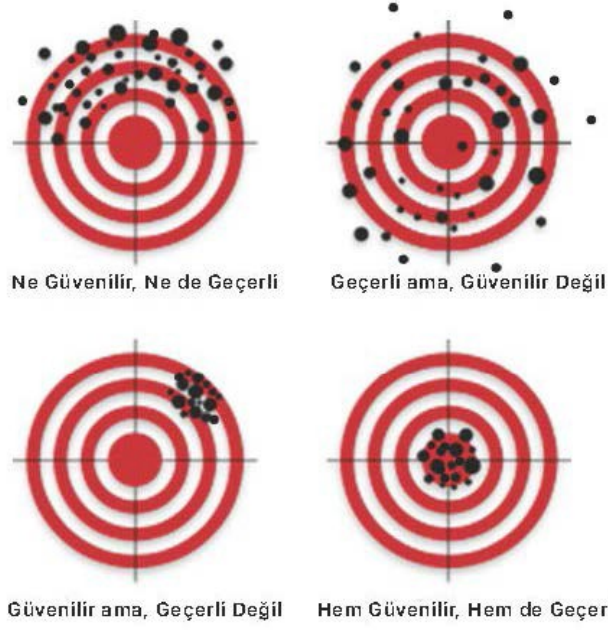 Ne Güvenilir, Ne de Geçerli
Geçerli ama, Güvenilir Değil
Güvenilir ama, Geçerli Değil
Hem Güvenilir, Hem de Geçer